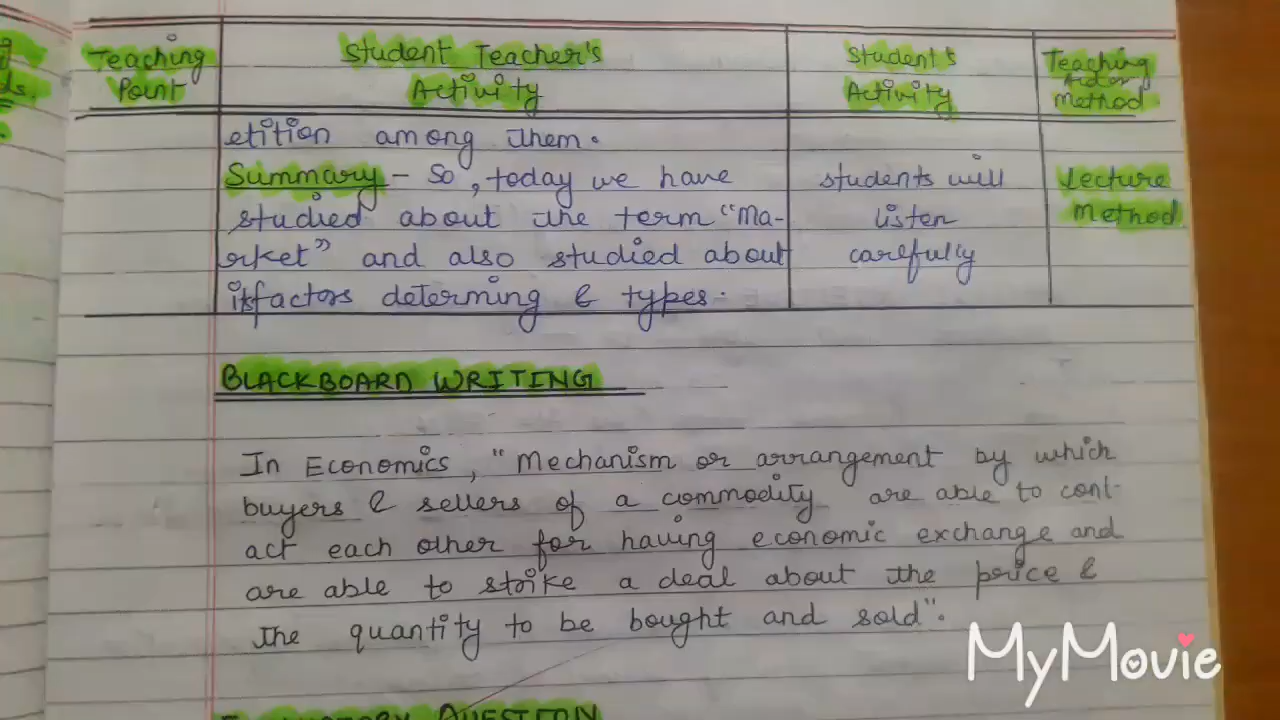 Teaching Point
Student Teacher's Activity
Student's Activity
Teaching Aid or Method
etition among them.
Summary - So, today we have
studied about the term "Ma-
rket" and also studied about
its factors determing & types.
students will
listen
carefully
Lecture
Method
BLACKBOARD WRITING
In Economics, "Mechanism or arrangement by which
buyers & sellers of a commodity are able to cont-
act each other for having economic exchange and
are able to strike a deal about the price &
the quantity to be bought and sold".
QUESTION
MyMovie